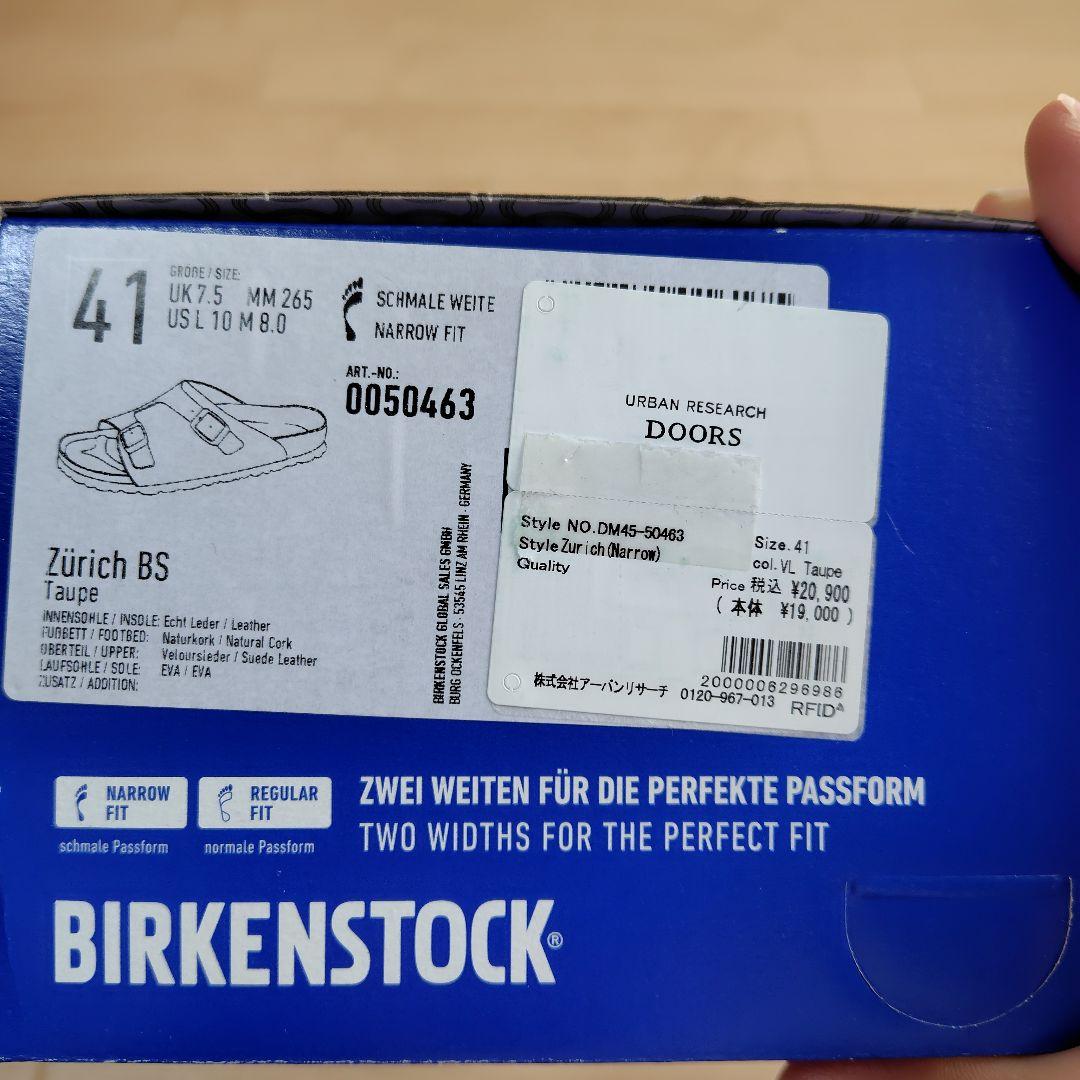 41
GRÖßE / SIZE:
UK 7.5 MM 265
US L 10 M 8.0
SCHMALE WEITE
NARROW FIT
ART.-NO.:
0050463
Zürich BS
Taupe
INNENSOHLE / INSOLE: Echt Leder / Leather
FUßBETT / FOOTBED: Naturkork / Natural Cork
OBERTEIL / UPPER: Veloursleder / Suede Leather
LAUFSOHLE / SOLE: EVA / EVA
ZUSATZ / ADDITION:
BIRKENSTOCK GLOBAL SALES GMBH
BURG OCKENFELS · 53545 LINZ AM RHEIN · GERMANY
URBAN RESEARCH
DOORS
Style NO.DM45-50463
Style Zurich(Narrow)
Quality
Size. 41
col. VL Taupe
Price 税込 ¥20,900
( 本体 ¥19,000 )
2000006296986
株式会社アーバンリサーチ 0120-967-013
RFID
NARROW
FIT
schmale Passform
REGULAR
FIT
normale Passform
ZWEI WEITEN FÜR DIE PERFEKTE PASSFORM
TWO WIDTHS FOR THE PERFECT FIT
BIRKENSTOCK®